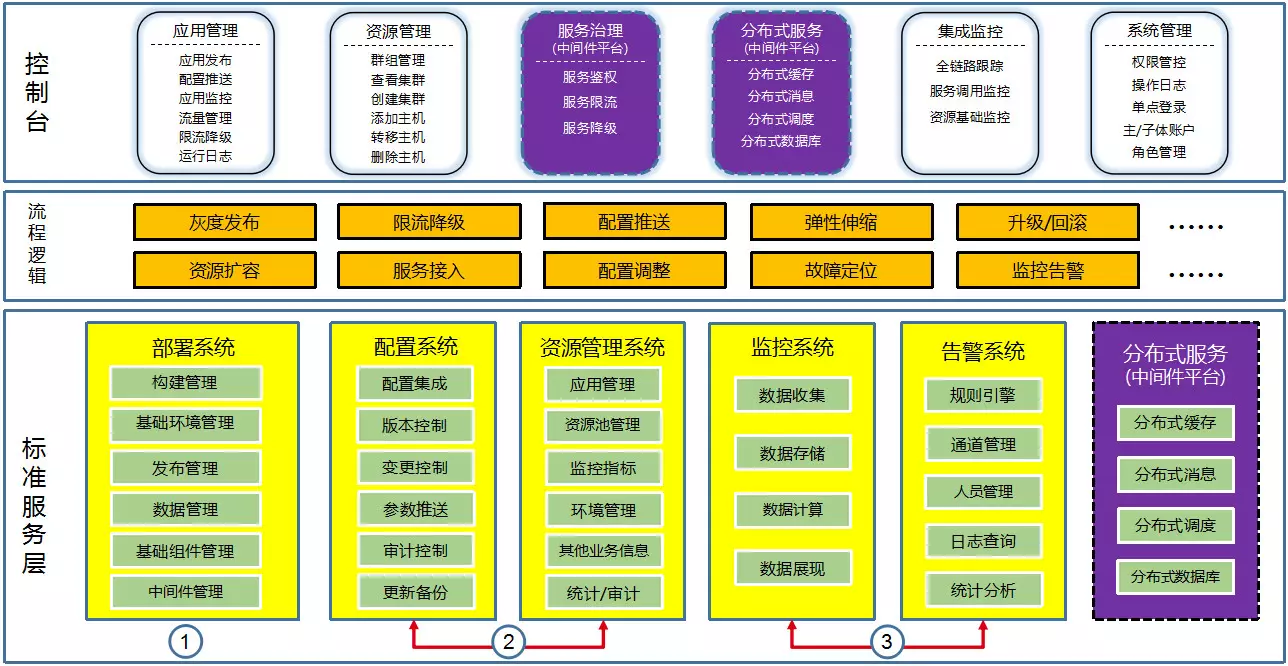 控制台
应用管理
应用发布
配置推送
应用监控
流量管理
限流降级
运行日志
资源管理
群组管理
查看集群
创建集群
添加主机
转移主机
删除主机
服务治理
(中间件平台)
服务鉴权
服务限流
服务降级
分布式服务
(中间件平台)
分布式缓存
分布式消息
分布式调度
分布式数据库
集成监控
全链路跟踪
服务调用监控
资源基础监控
系统管理
权限管控
操作日志
单点登录
主/子体账户
角色管理
流程逻辑
灰度发布
限流降级
配置推送
弹性伸缩
升级/回滚
……
资源扩容
服务接入
配置调整
故障定位
监控告警
……
标准服务层
部署系统
构建管理
基础环境管理
发布管理
数据管理
基础组件管理
中间件管理
配置系统
配置集成
版本控制
变更控制
参数推送
审计控制
更新备份
资源管理系统
应用管理
资源池管理
监控指标
环境管理
其他业务信息
统计/审计
监控系统
数据收集
数据存储
数据计算
数据展现
告警系统
规则引擎
通道管理
人员管理
日志查询
统计分析
分布式服务
(中间件平台)
分布式缓存
分布式消息
分布式调度
分布式数据库
1
2
3